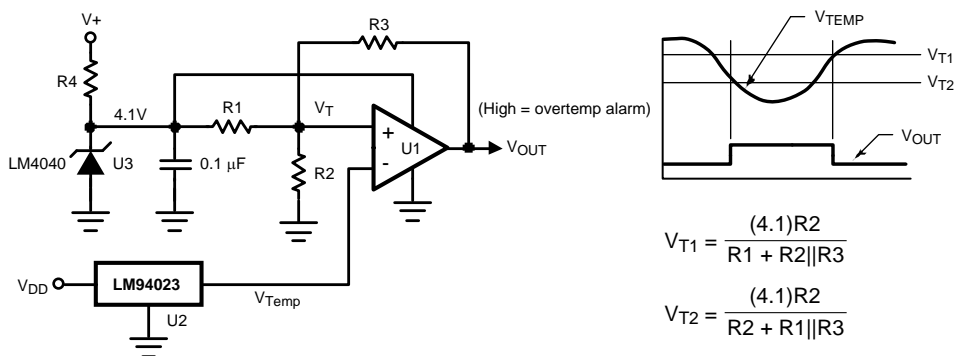 V+
R3
R4
4.1V
R1
VT
(High = overtemp alarm)
+
U1
-
VOUT
LM4040
U3
0.1 µF
R2
VDD
LM94023
VTemp
U2
VTEMP
VT1
VT2
VOUT
VT1 = (4.1)R2 / R1 + R2||R3
VT2 = (4.1)R2 / R2 + R1||R3